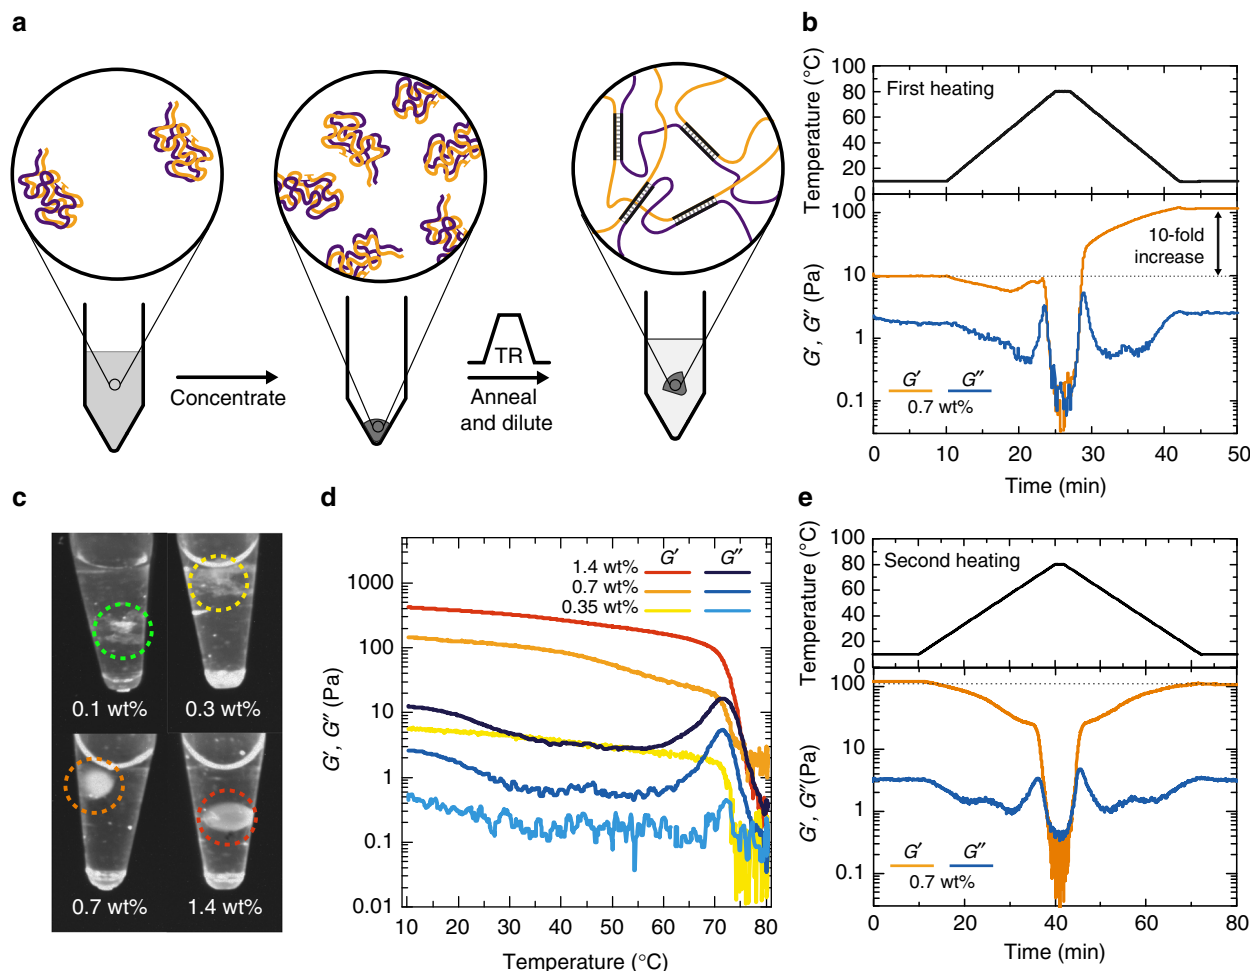 a
Concentrate
TR
Anneal
and dilute
b
Temperature (°C)
100
80
60
40
20
0
First heating
G′, G″ (Pa)
100
10
1
0.1
10-fold
increase
G′ G″
0.7 wt%
0 10 20 30 40 50
Time (min)
c
0.1 wt%
0.3 wt%
0.7 wt%
1.4 wt%
d
G′, G″ (Pa)
1000
100
10
1
0.1
0.01
G′ G″
1.4 wt%
0.7 wt%
0.35 wt%
10 20 30 40 50 60 70 80
Temperature (°C)
e
Temperature (°C)
100
80
60
40
20
0
Second heating
G′, G″(Pa)
100
10
1
0.1
G′ G″
0.7 wt%
0 20 40 60 80
Time (min)